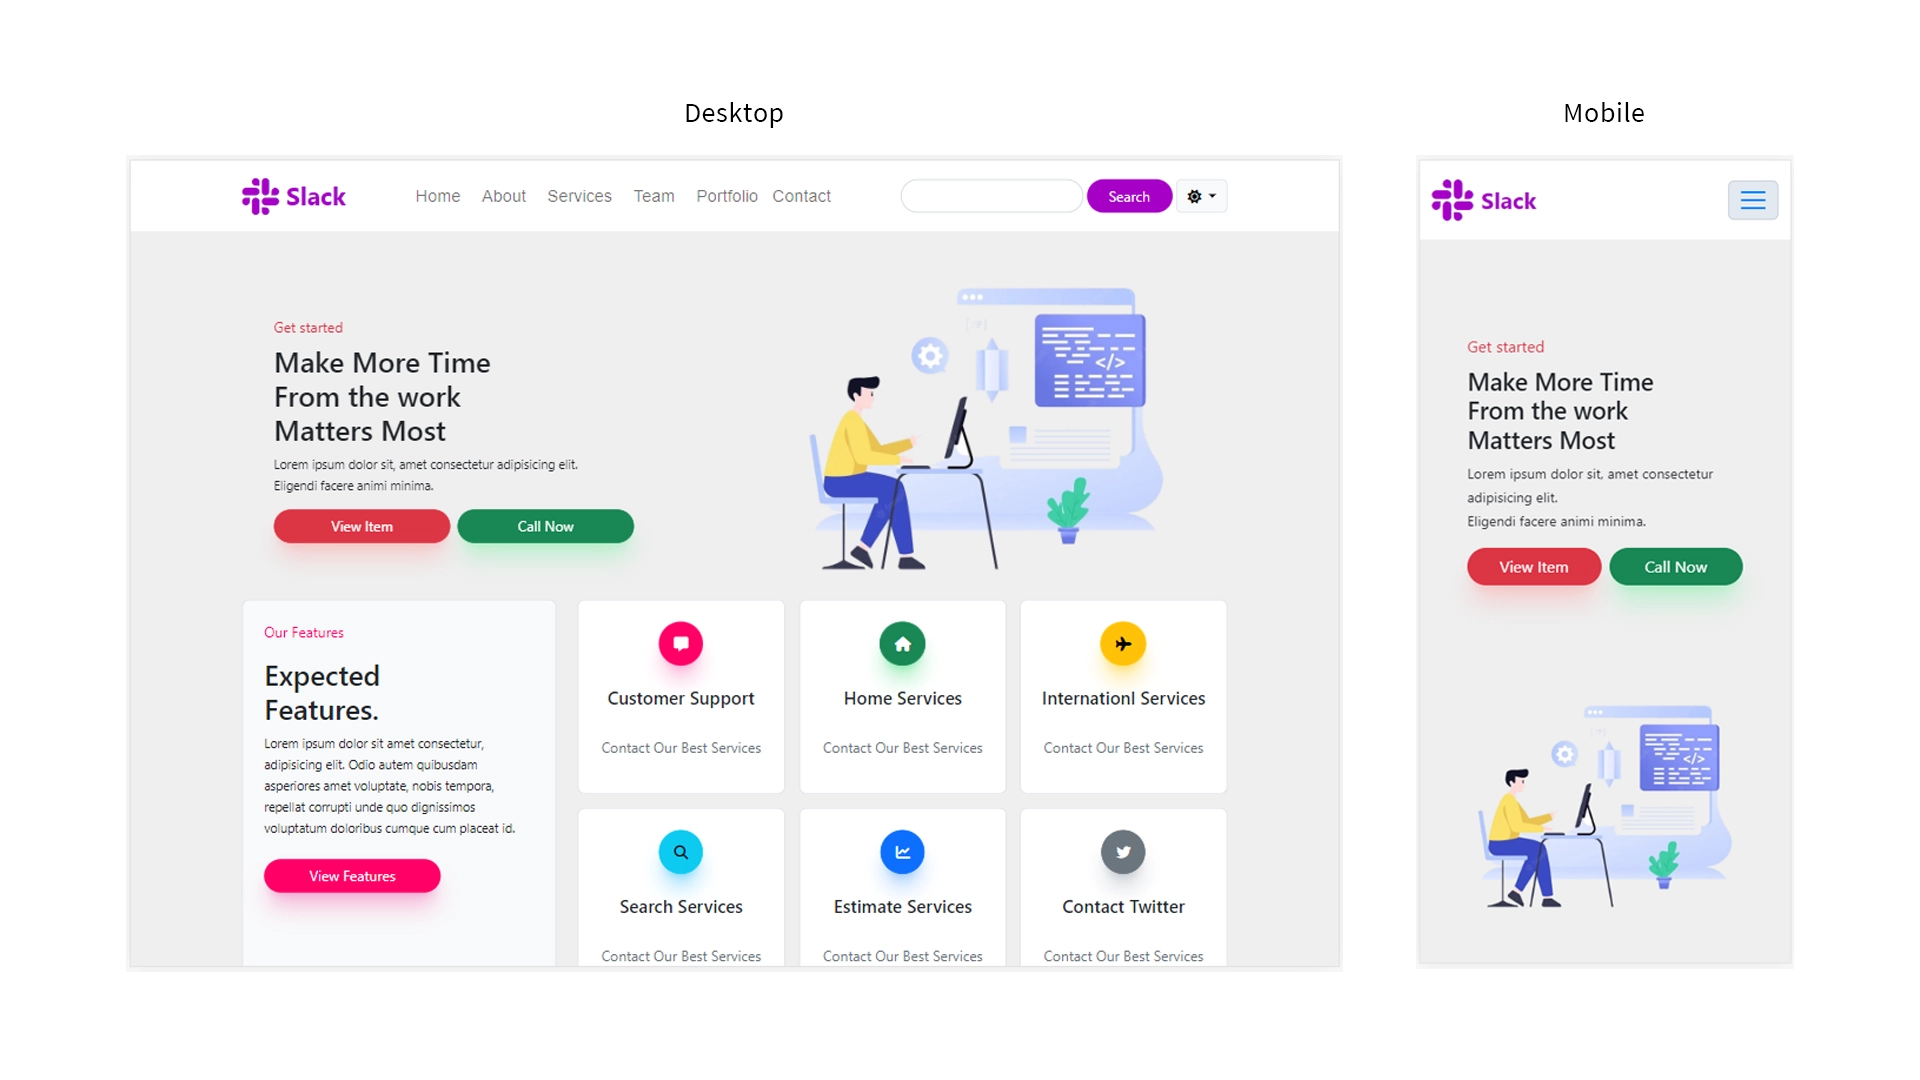 Desktop
Mobile
Slack
Home
About
Services
Team
Portfolio
Contact
Search
Get started
Make More Time
From the work
Matters Most
Lorem ipsum dolor sit, amet consectetur adipisicing elit.
Eligendi facere animi minima.
View Item
Call Now
</>
Our Features
Expected
Features.
Lorem ipsum dolor sit amet consectetur,
adipisicing elit. Odio autem quibusdam
asperiores amet voluptate, nobis tempora,
repellat corrupti unde quo dignissimos
voluptatum doloribus cumque cum placeat id.
View Features
Customer Support
Contact Our Best Services
Home Services
Contact Our Best Services
Internationl Services
Contact Our Best Services
Search Services
Contact Our Best Services
Estimate Services
Contact Our Best Services
Contact Twitter
Contact Our Best Services
Slack
Get started
Make More Time
From the work
Matters Most
Lorem ipsum dolor sit, amet consectetur
adipisicing elit.
Eligendi facere animi minima.
View Item
Call Now
</>